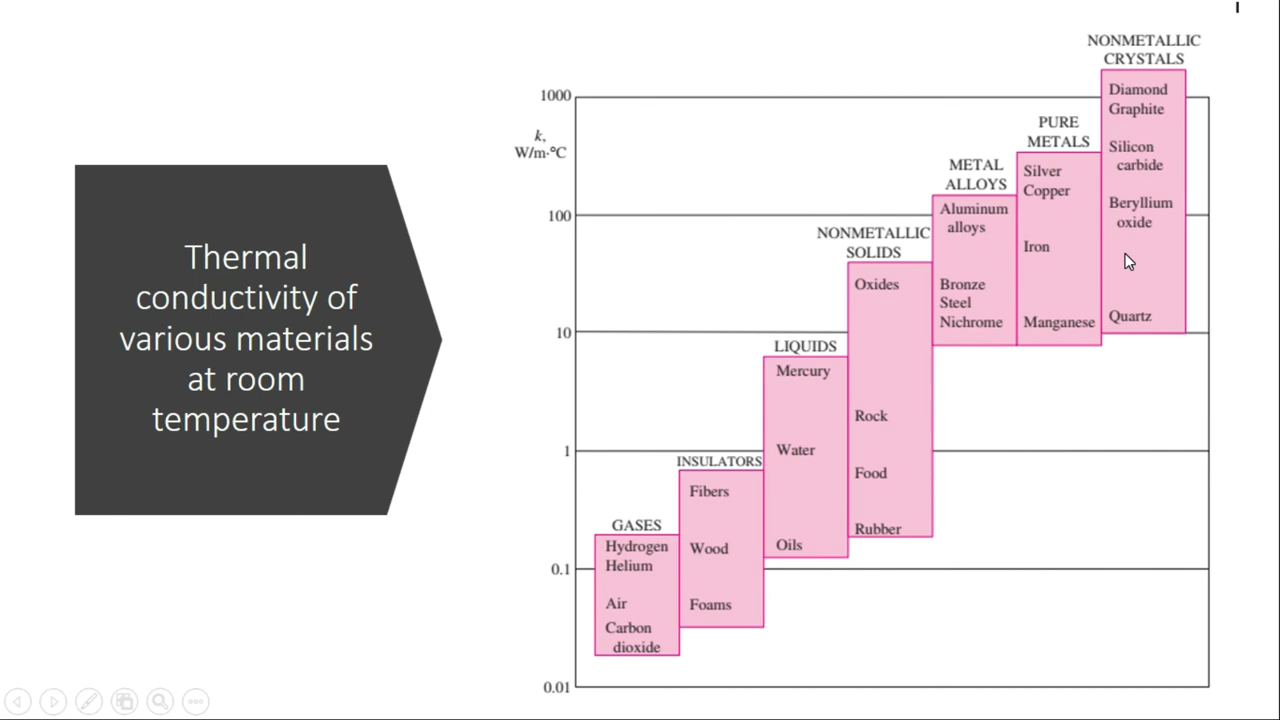 Thermal
conductivity of
various materials
at room
temperature
1000
k,
W/m·°C
100
10
1
0.1
0.01
GASES
Hydrogen
Helium
Air
Carbon
dioxide
INSULATORS
Fibers
Wood
Foams
LIQUIDS
Mercury
Water
Oils
NONMETALLIC
SOLIDS
Oxides
Rock
Food
Rubber
METAL
ALLOYS
Aluminum
alloys
Bronze
Steel
Nichrome
PURE
METALS
Silver
Copper
Iron
Manganese
NONMETALLIC
CRYSTALS
Diamond
Graphite
Silicon
carbide
Beryllium
oxide
Quartz